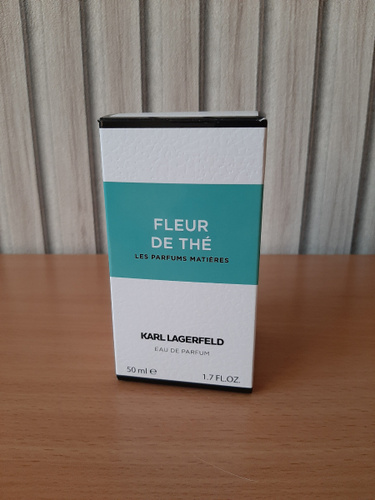 FLEUR
DE THÉ
LES PARFUMS MATIÈRES
KARL LAGERFELD
EAU DE PARFUM
50 ml ℮ 1.7 FL.OZ.